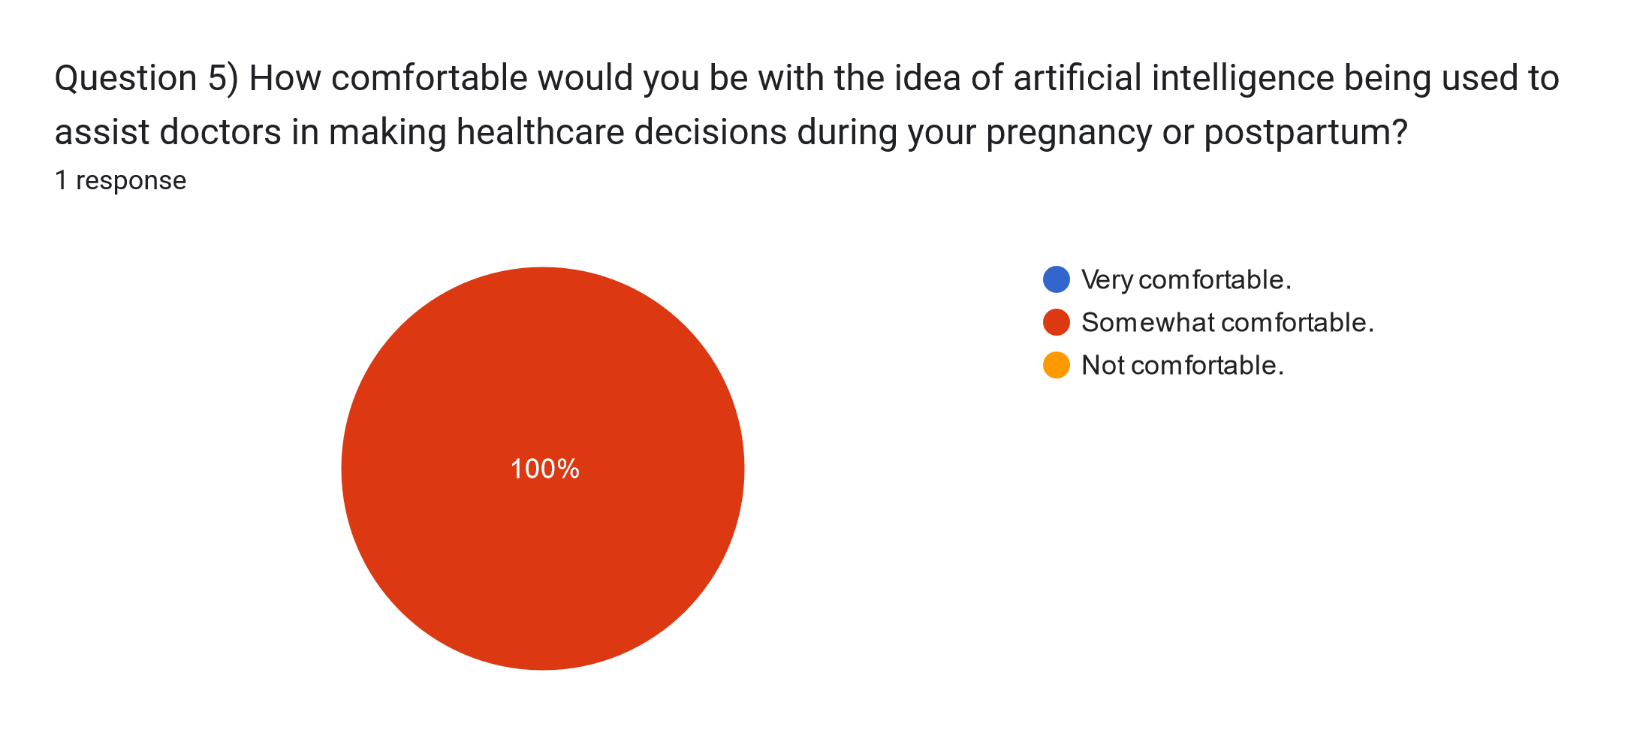 Question 5) How comfortable would you be with the idea of artificial intelligence being used to
assist doctors in making healthcare decisions during your pregnancy or postpartum?
1 response
100%
Very comfortable.
Somewhat comfortable.
Not comfortable.